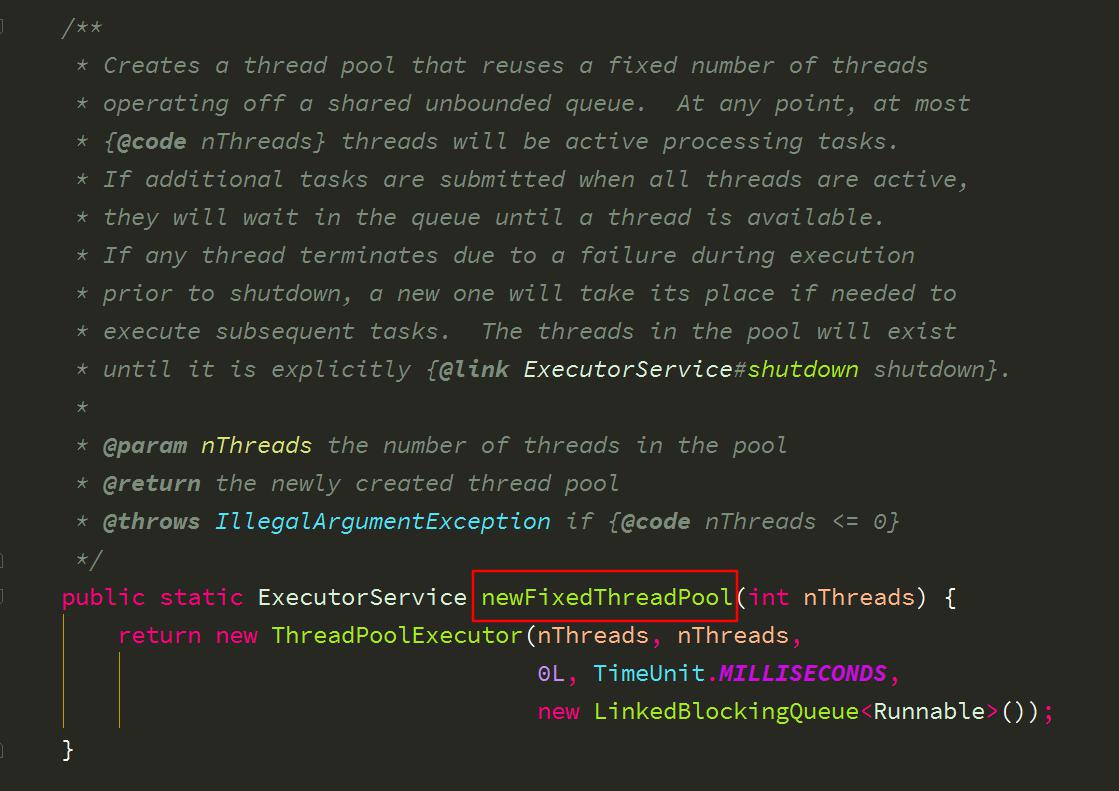 /**
* Creates a thread pool that reuses a fixed number of threads
* operating off a shared unbounded queue.  At any point, at most
* {@code nThreads} threads will be active processing tasks.
* If additional tasks are submitted when all threads are active,
* they will wait in the queue until a thread is available.
* If any thread terminates due to a failure during execution
* prior to shutdown, a new one will take its place if needed to
* execute subsequent tasks.  The threads in the pool will exist
* until it is explicitly {@link ExecutorService#shutdown shutdown}.
*
* @param nThreads the number of threads in the pool
* @return the newly created thread pool
* @throws IllegalArgumentException if {@code nThreads <= 0}
*/
public static ExecutorService newFixedThreadPool(int nThreads) {
return new ThreadPoolExecutor(nThreads, nThreads,
0L, TimeUnit.MILLISECONDS,
new LinkedBlockingQueue<Runnable>());
}